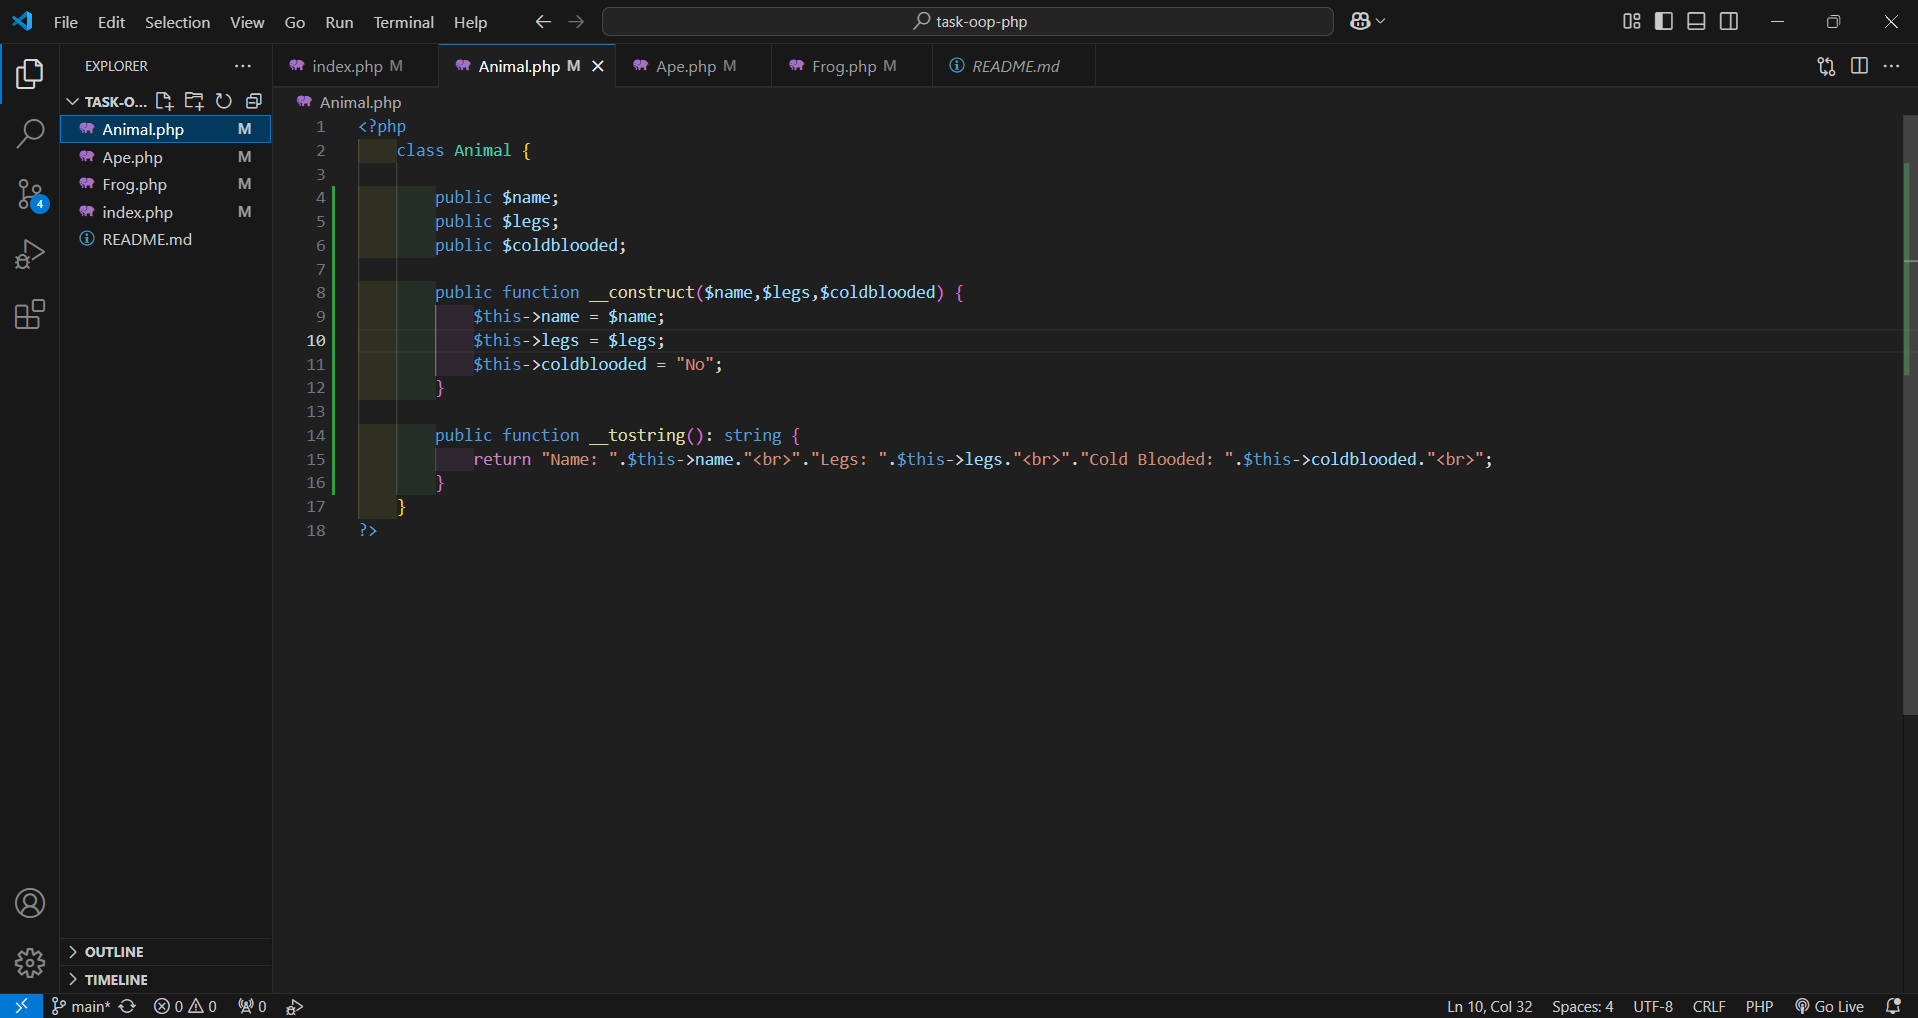 File Edit Selection View Go Run Terminal Help task-oop-php
EXPLORER
TASK-O...
Animal.php M
Ape.php M
Frog.php M
index.php M
README.md
4
index.php M Animal.php M Ape.php M Frog.php M README.md
Animal.php
1 <?php
2     class Animal {
3
4         public $name;
5         public $legs;
6         public $coldblooded;
7
8         public function __construct($name,$legs,$coldblooded) {
9             $this->name = $name;
10             $this->legs = $legs;
11             $this->coldblooded = "No";
12         }
13
14         public function __tostring(): string {
15             return "Name: ".$this->name."<br>"."Legs: ".$this->legs."<br>"."Cold Blooded: ".$this->coldblooded."<br>";
16         }
17     }
18 ?>
OUTLINE
TIMELINE
main* 0 0 0 Ln 10, Col 32 Spaces: 4 UTF-8 CRLF PHP Go Live